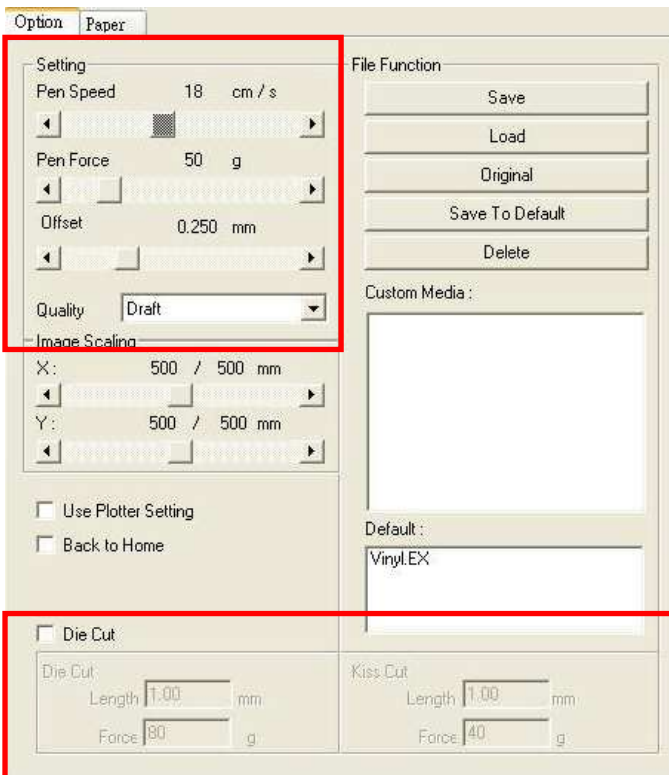 Option Paper
Setting
Pen Speed 18 cm / s
Pen Force 50 g
Offset 0.250 mm
Quality Draft
Image Scaling
X: 500 / 500 mm
Y: 500 / 500 mm
Use Plotter Setting
Back to Home
File Function
Save
Load
Original
Save To Default
Delete
Custom Media :
Default :
Vinyl.EX
Die Cut
Die Cut
Length 1.00 mm
Force 80 g
Kiss Cut
Length 1.00 mm
Force 40 g